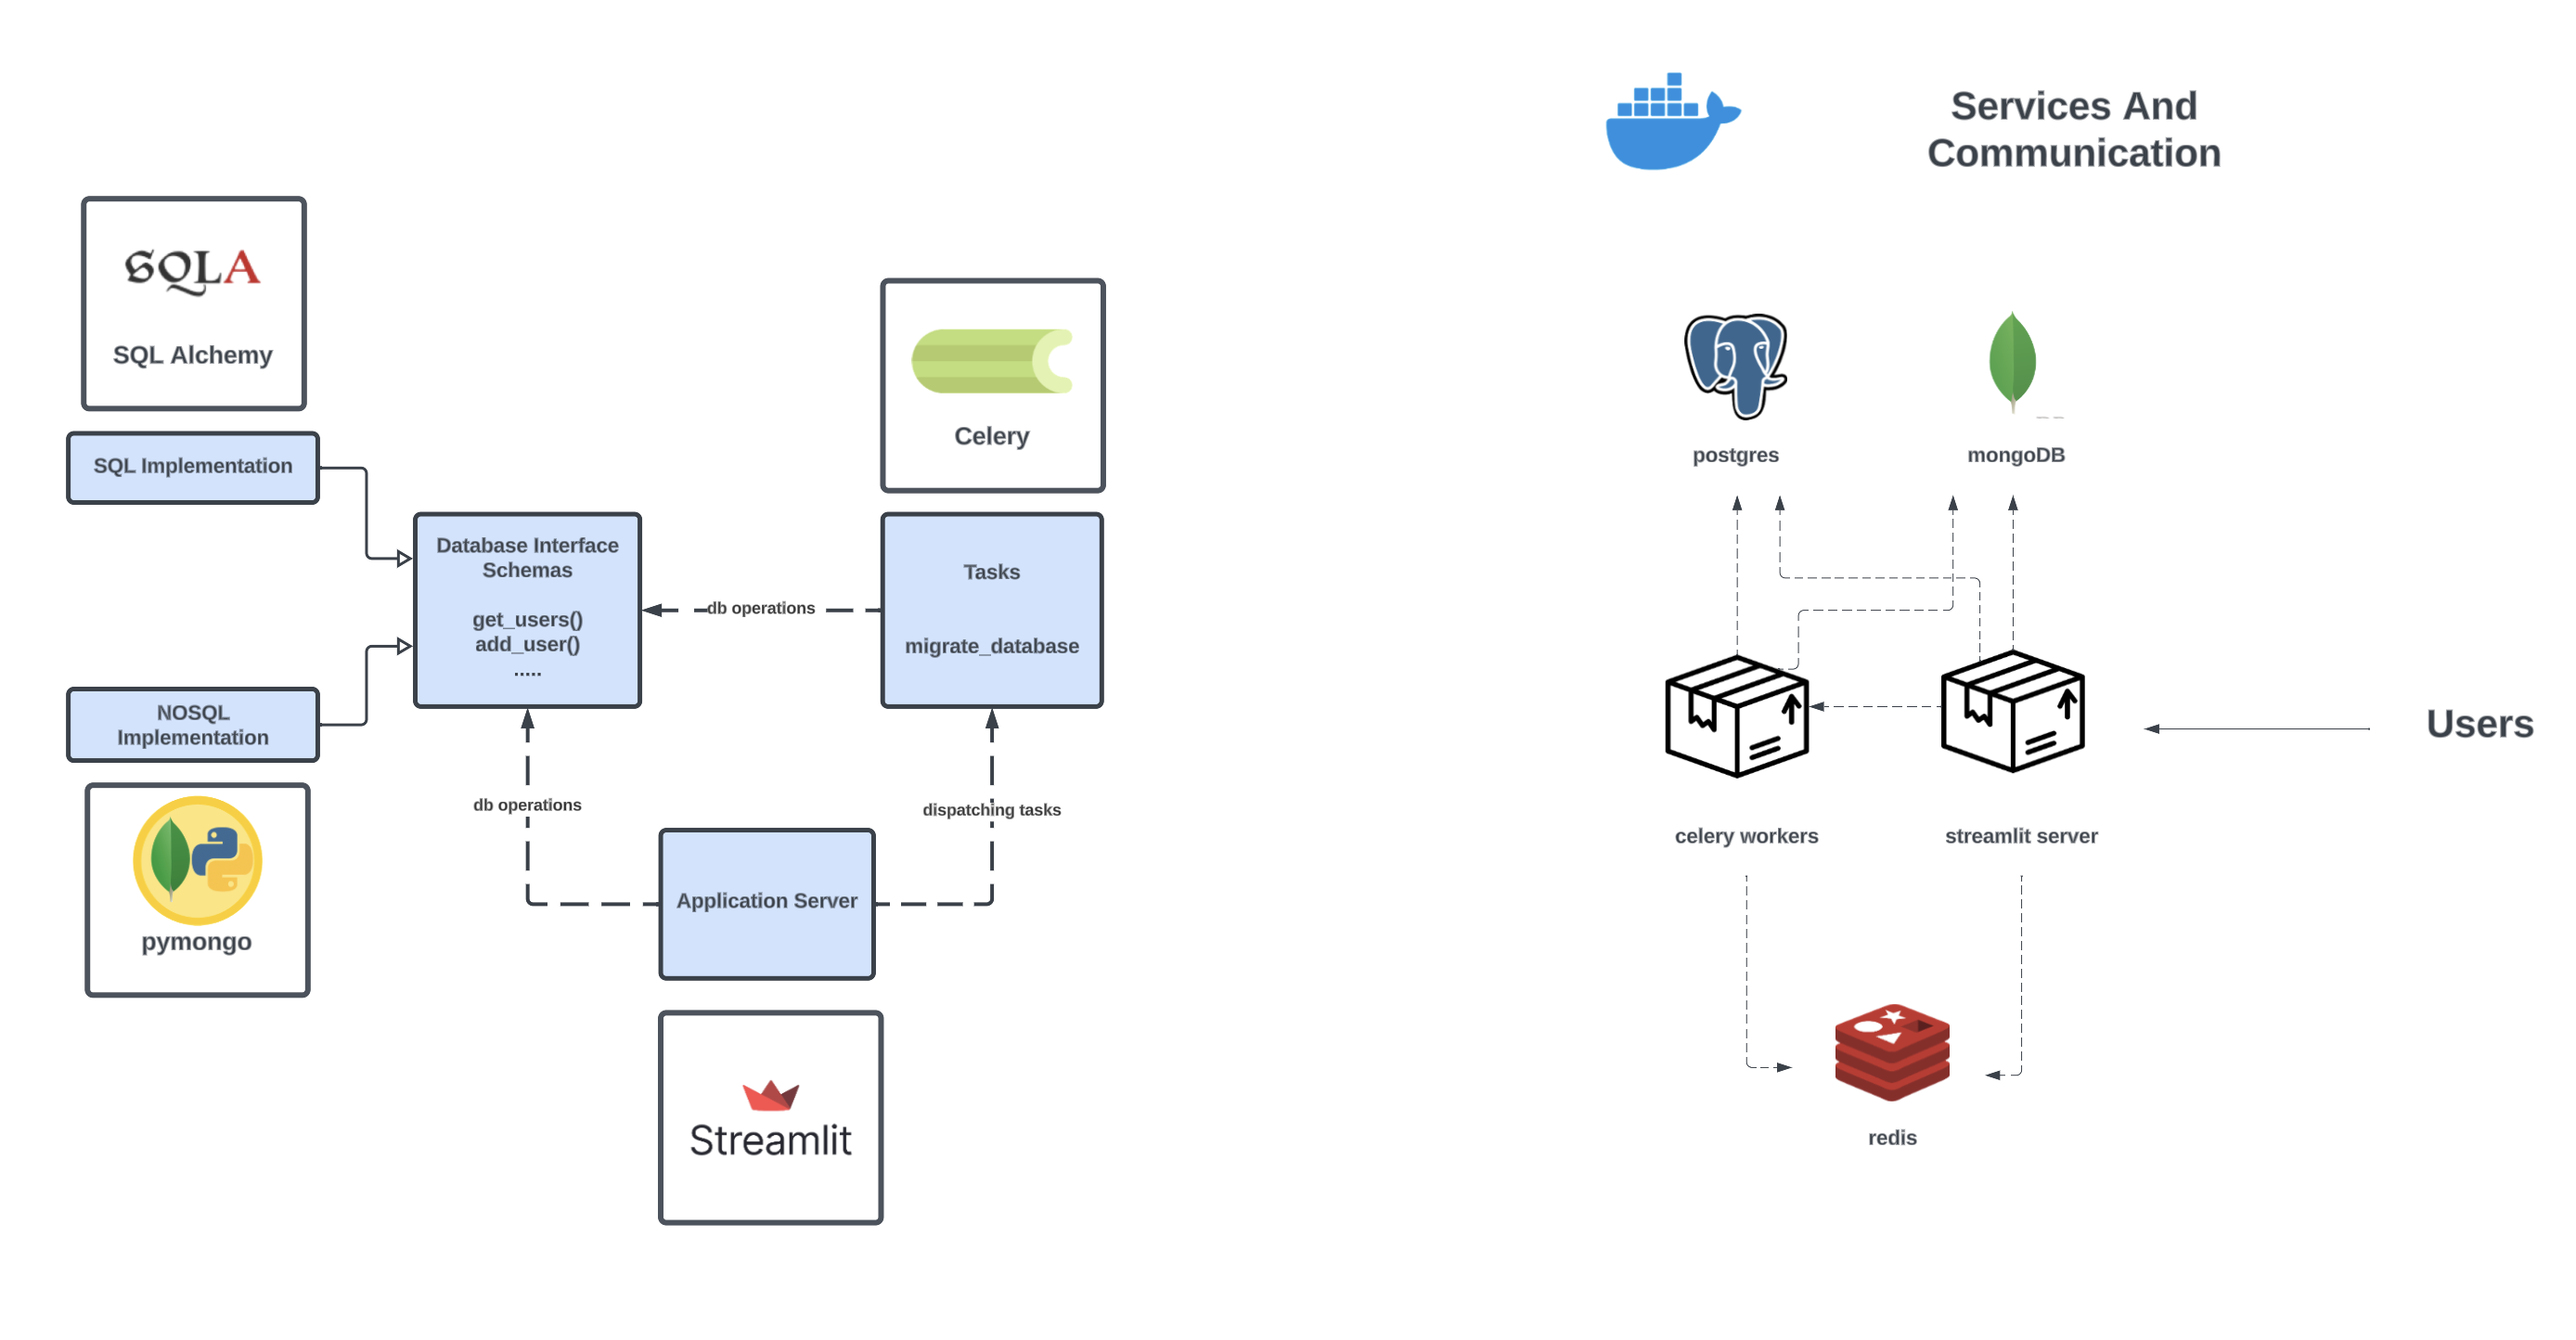 SQLA
SQL Alchemy
SQL Implementation
NOSQL
Implementation
pymongo
Database Interface
Schemas
get_users()
add_user()
.....
db operations
Celery
Tasks
migrate_database
db operations
dispatching tasks
Application Server
Streamlit
Services And
Communication
postgres
mongoDB
celery workers
streamlit server
Users
redis